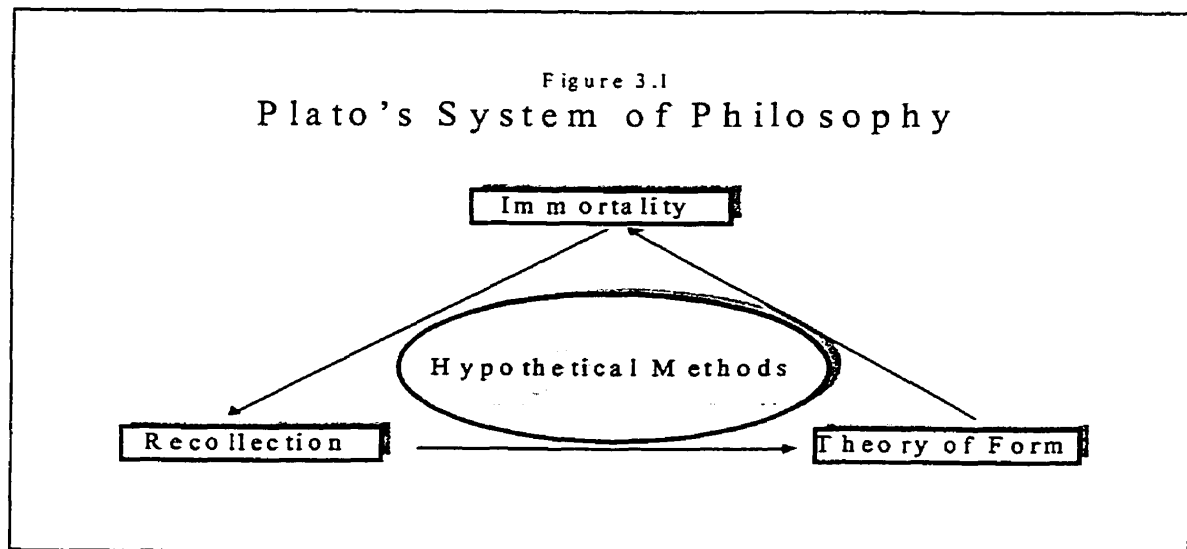 Figure 3.1
Plato's System of Philosophy
Immortality
Hypothetical Methods
Recollection
Theory of Form